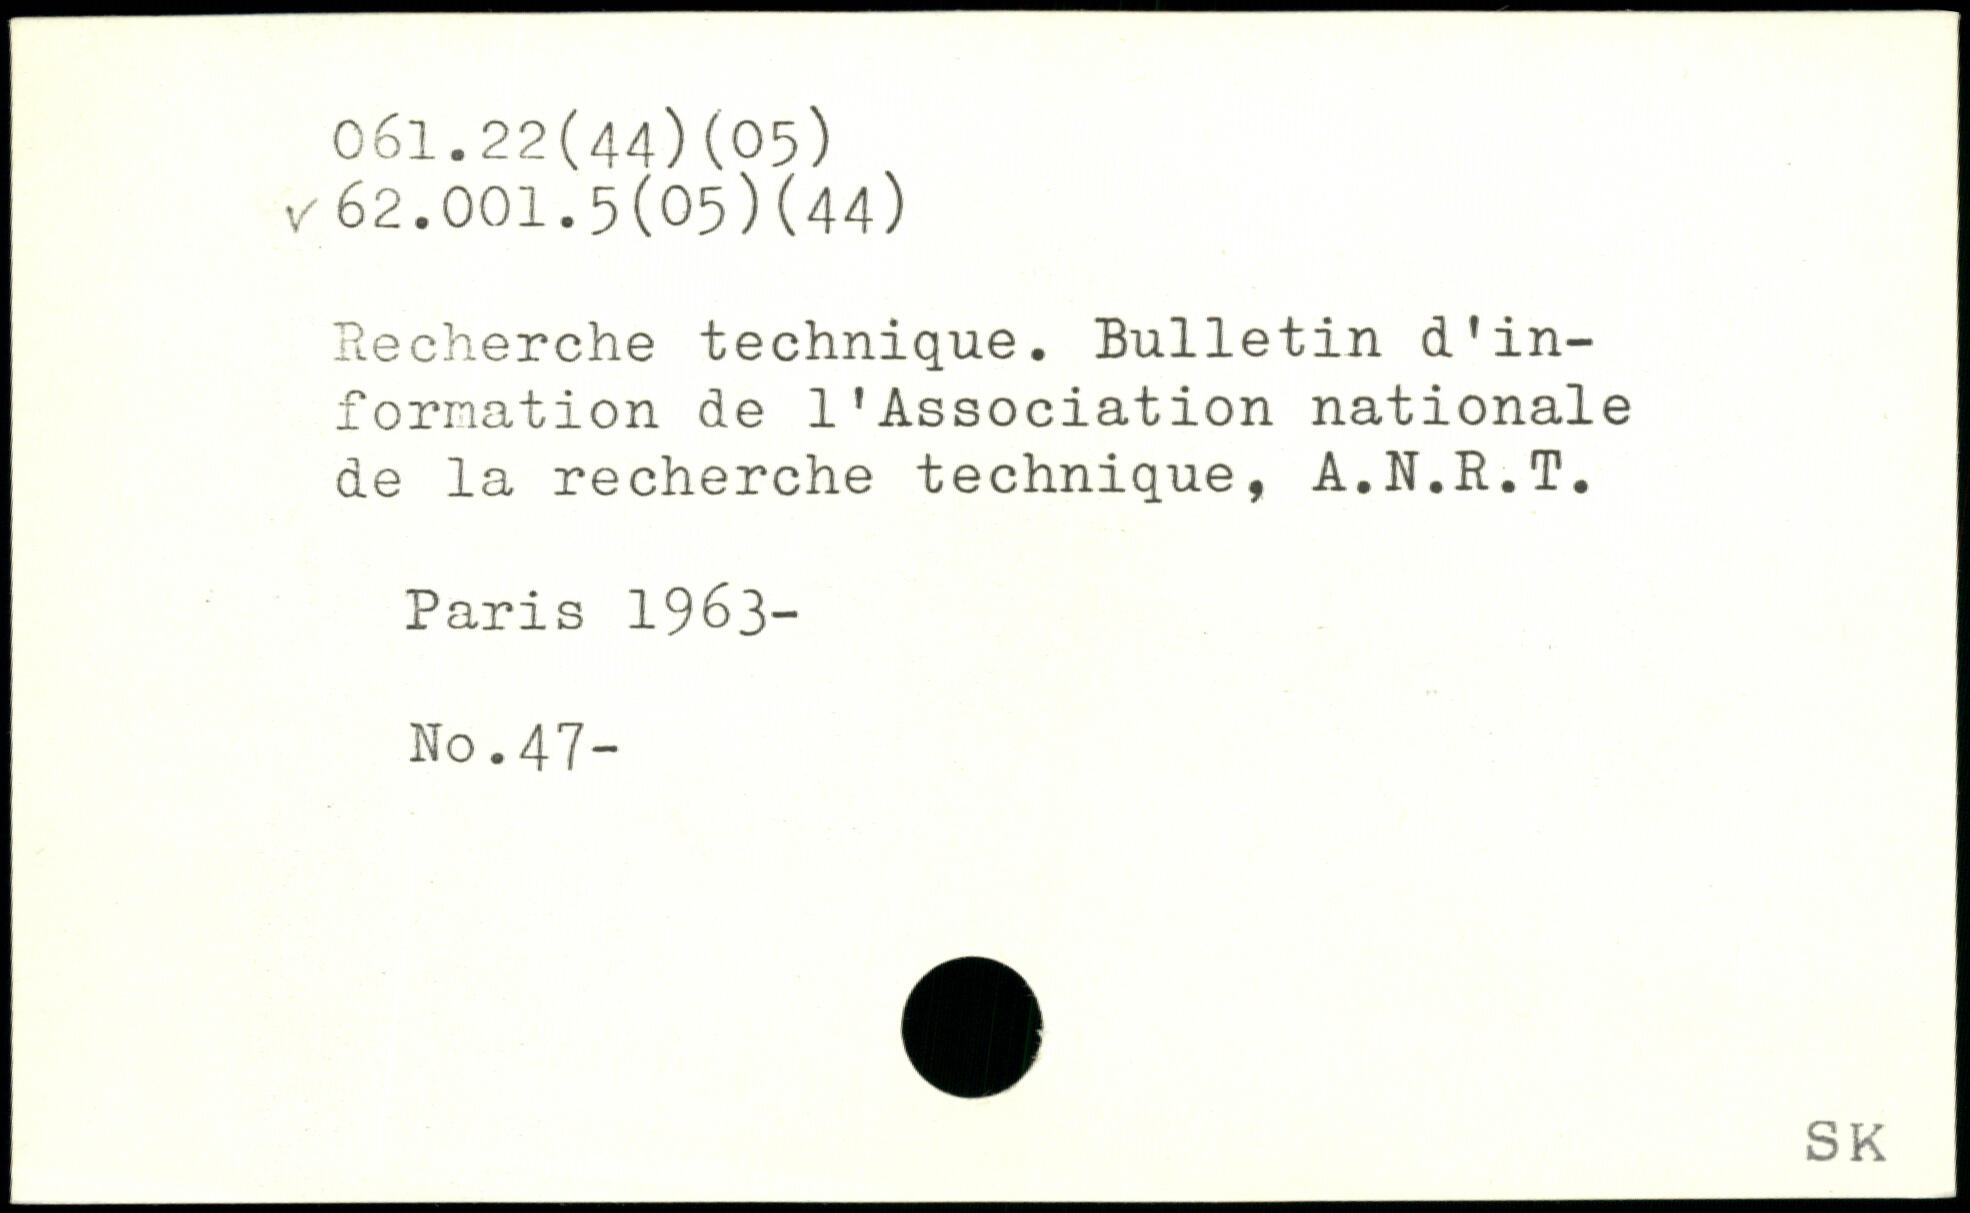 061.22(44)(05)
✓ 62.001.5(05)(44)
Recherche technique. Bulletin d'in-
formation de l'Association nationale
de la recherche technique, A.N.R.T.
Paris 1963-
No.47-
SK